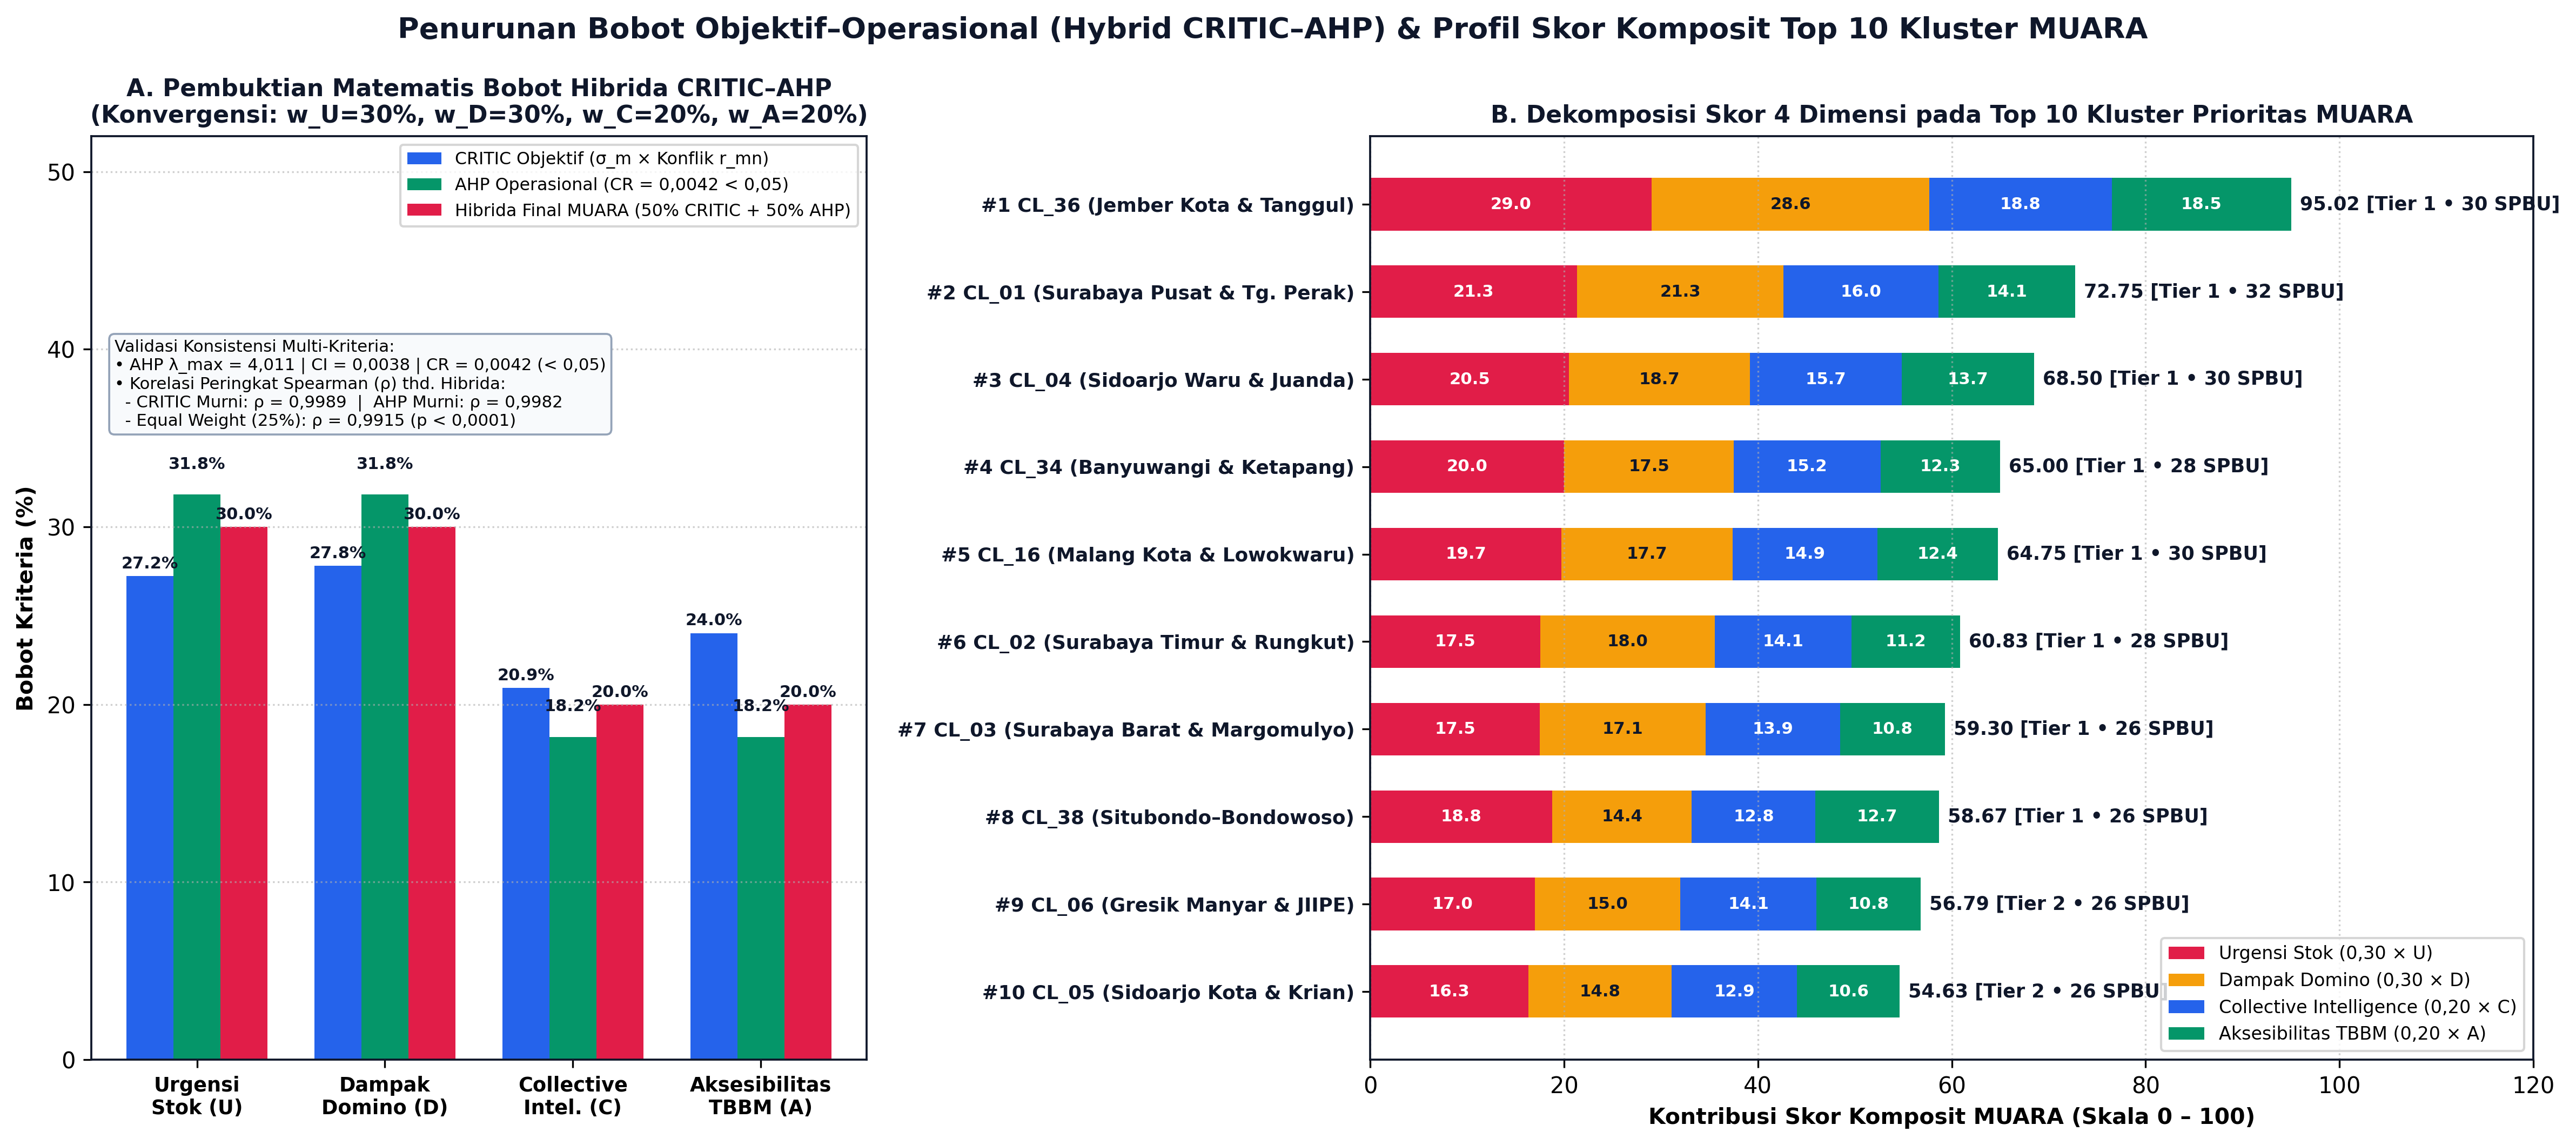 Penurunan Bobot Objektif–Operasional (Hybrid CRITIC–AHP) & Profil Skor Komposit Top 10 Kluster MUARA
A. Pembuktian Matematis Bobot Hibrida CRITIC–AHP
(Konvergensi: w_U=30%, w_D=30%, w_C=20%, w_A=20%)
CRITIC Objektif (σ_m × Konflik r_mn)
AHP Operasional (CR = 0,0042 < 0,05)
Hibrida Final MUARA (50% CRITIC + 50% AHP)
Validasi Konsistensi Multi-Kriteria:
• AHP λ_max = 4,011 | CI = 0,0038 | CR = 0,0042 (< 0,05)
• Korelasi Peringkat Spearman (ρ) thd. Hibrida:
- CRITIC Murni: ρ = 0,9989 | AHP Murni: ρ = 0,9982
- Equal Weight (25%): ρ = 0,9915 (p < 0,0001)
Bobot Kriteria (%)
50
40
30
20
10
0
27.2% 31.8% 30.0%
27.8% 31.8% 30.0%
20.9% 18.2% 20.0%
24.0% 18.2% 20.0%
Urgensi
Stok (U)
Dampak
Domino (D)
Collective
Intel. (C)
Aksesibilitas
TBBM (A)
B. Dekomposisi Skor 4 Dimensi pada Top 10 Kluster Prioritas MUARA
#1 CL_36 (Jember Kota & Tanggul) 29.0 28.6 18.8 18.5 95.02 [Tier 1 • 30 SPBU]
#2 CL_01 (Surabaya Pusat & Tg. Perak) 21.3 21.3 16.0 14.1 72.75 [Tier 1 • 32 SPBU]
#3 CL_04 (Sidoarjo Waru & Juanda) 20.5 18.7 15.7 13.7 68.50 [Tier 1 • 30 SPBU]
#4 CL_34 (Banyuwangi & Ketapang) 20.0 17.5 15.2 12.3 65.00 [Tier 1 • 28 SPBU]
#5 CL_16 (Malang Kota & Lowokwaru) 19.7 17.7 14.9 12.4 64.75 [Tier 1 • 30 SPBU]
#6 CL_02 (Surabaya Timur & Rungkut) 17.5 18.0 14.1 11.2 60.83 [Tier 1 • 28 SPBU]
#7 CL_03 (Surabaya Barat & Margomulyo) 17.5 17.1 13.9 10.8 59.30 [Tier 1 • 26 SPBU]
#8 CL_38 (Situbondo–Bondowoso) 18.8 14.4 12.8 12.7 58.67 [Tier 1 • 26 SPBU]
#9 CL_06 (Gresik Manyar & JIIPE) 17.0 15.0 14.1 10.8 56.79 [Tier 2 • 26 SPBU]
#10 CL_05 (Sidoarjo Kota & Krian) 16.3 14.8 12.9 10.6 54.63 [Tier 2 • 26 SPBU]
Urgensi Stok (0,30 × U)
Dampak Domino (0,30 × D)
Collective Intelligence (0,20 × C)
Aksesibilitas TBBM (0,20 × A)
0 20 40 60 80 100 120
Kontribusi Skor Komposit MUARA (Skala 0 – 100)